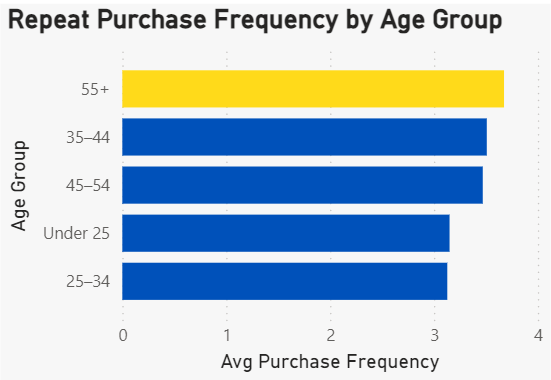 Repeat Purchase Frequency by Age Group
55+
35–44
45–54
Under 25
25–34
Age Group
0 1 2 3 4
Avg Purchase Frequency